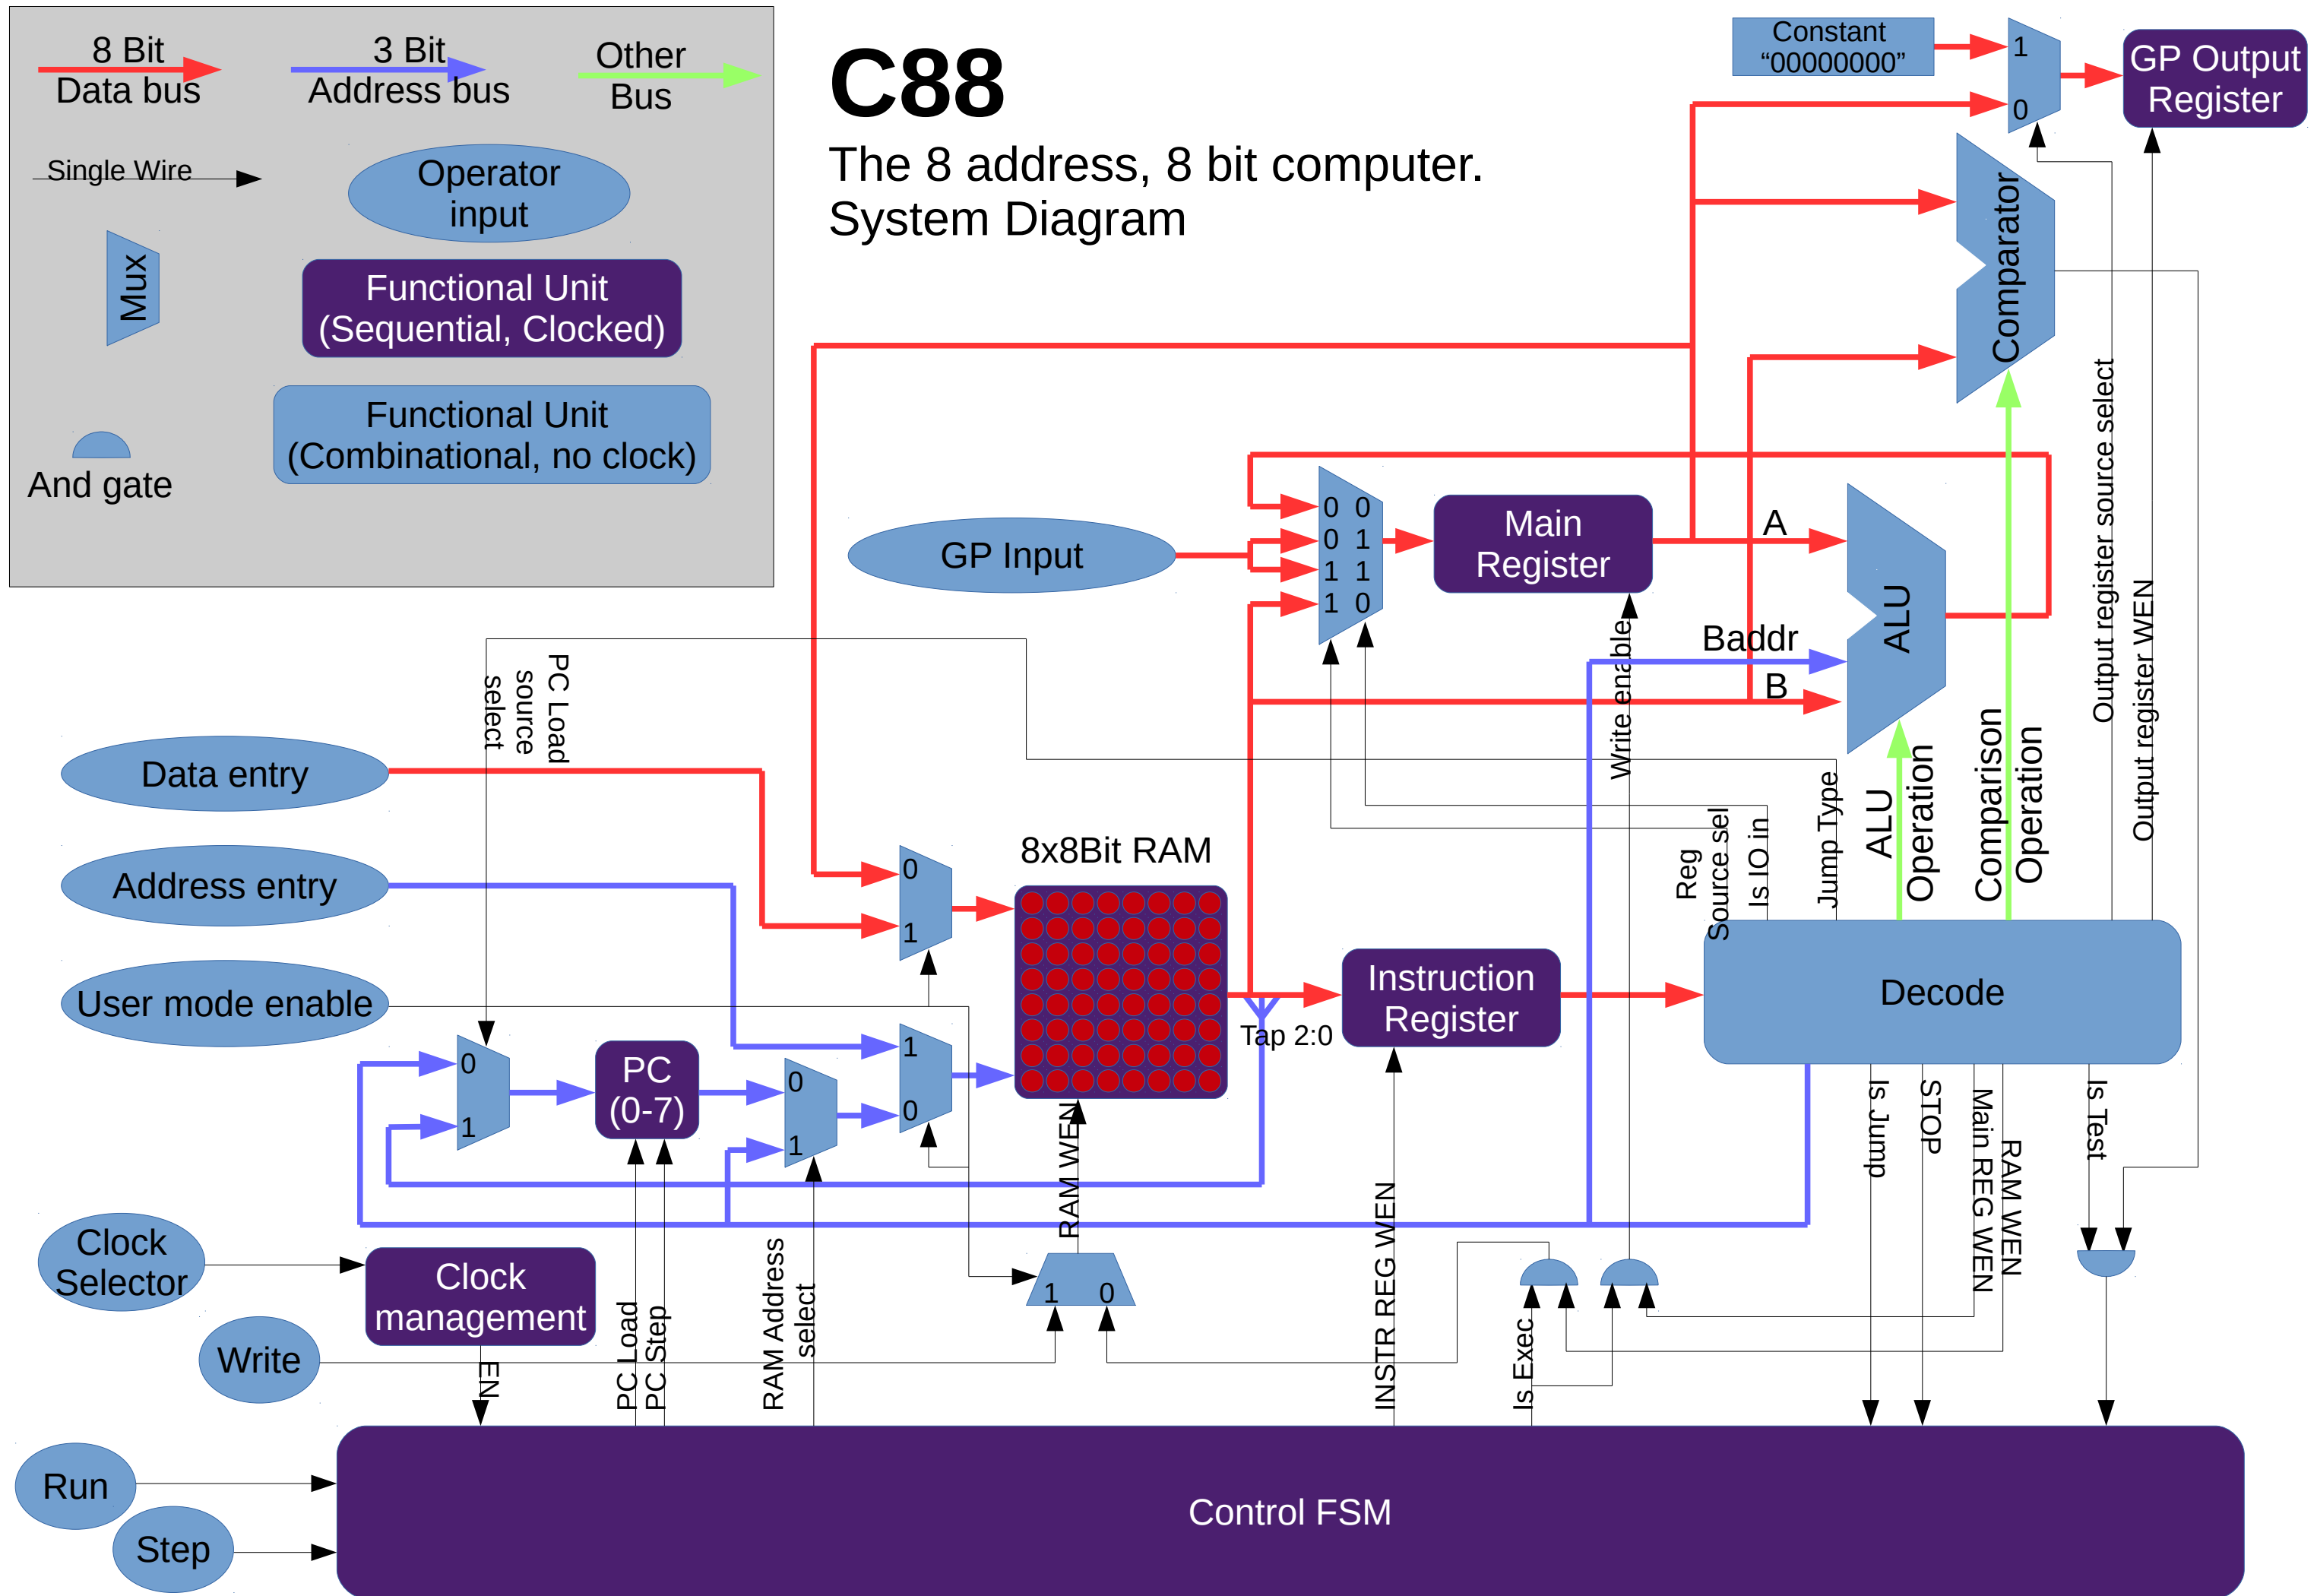 8 Bit
Data bus
3 Bit
Address bus
Other
Bus
Single Wire
Operator
input
Mux
Functional Unit
(Sequential, Clocked)
Functional Unit
(Combinational, no clock)
And gate
C88
The 8 address, 8 bit computer.
System Diagram
Constant
“00000000”
1
0
GP Output
Register
Comparator
Output register source select
Output register WEN
GP Input
0 0
0 1
1 1
1 0
Main
Register
A
Baddr
B
ALU
Write enable
PC Load
source
select
Data entry
Address entry
User mode enable
0
1
8x8Bit RAM
Reg
Source sel
Is IO in
Jump Type
ALU
Operation
Comparison
Operation
Instruction
Register
Decode
Tap 2:0
0
1
PC
(0-7)
0
1
1
0
RAM WEN
Is Jump
STOP
Main REG WEN
RAM WEN
Is Test
Clock
Selector
Clock
management
Write
EN
PC Load
PC Step
RAM Address
select
1 0
INSTR REG WEN
Is Exec
Run
Step
Control FSM